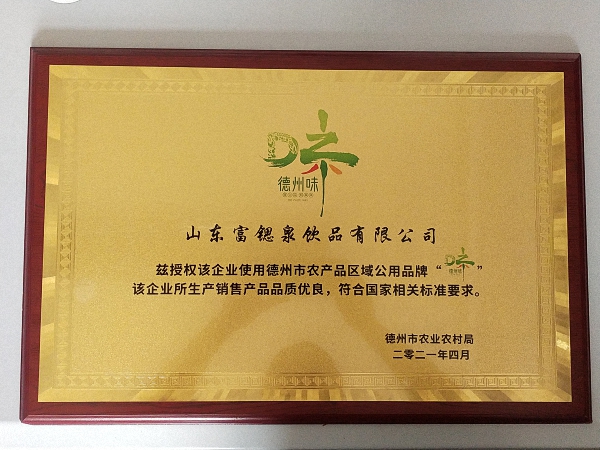 德州味
山东富锶泉饮品有限公司
兹授权该企业使用德州市农产品区域公用品牌“德州味”
该企业所生产销售产品品质优良，符合国家相关标准要求。
德州市农业农村局
二零二一年四月